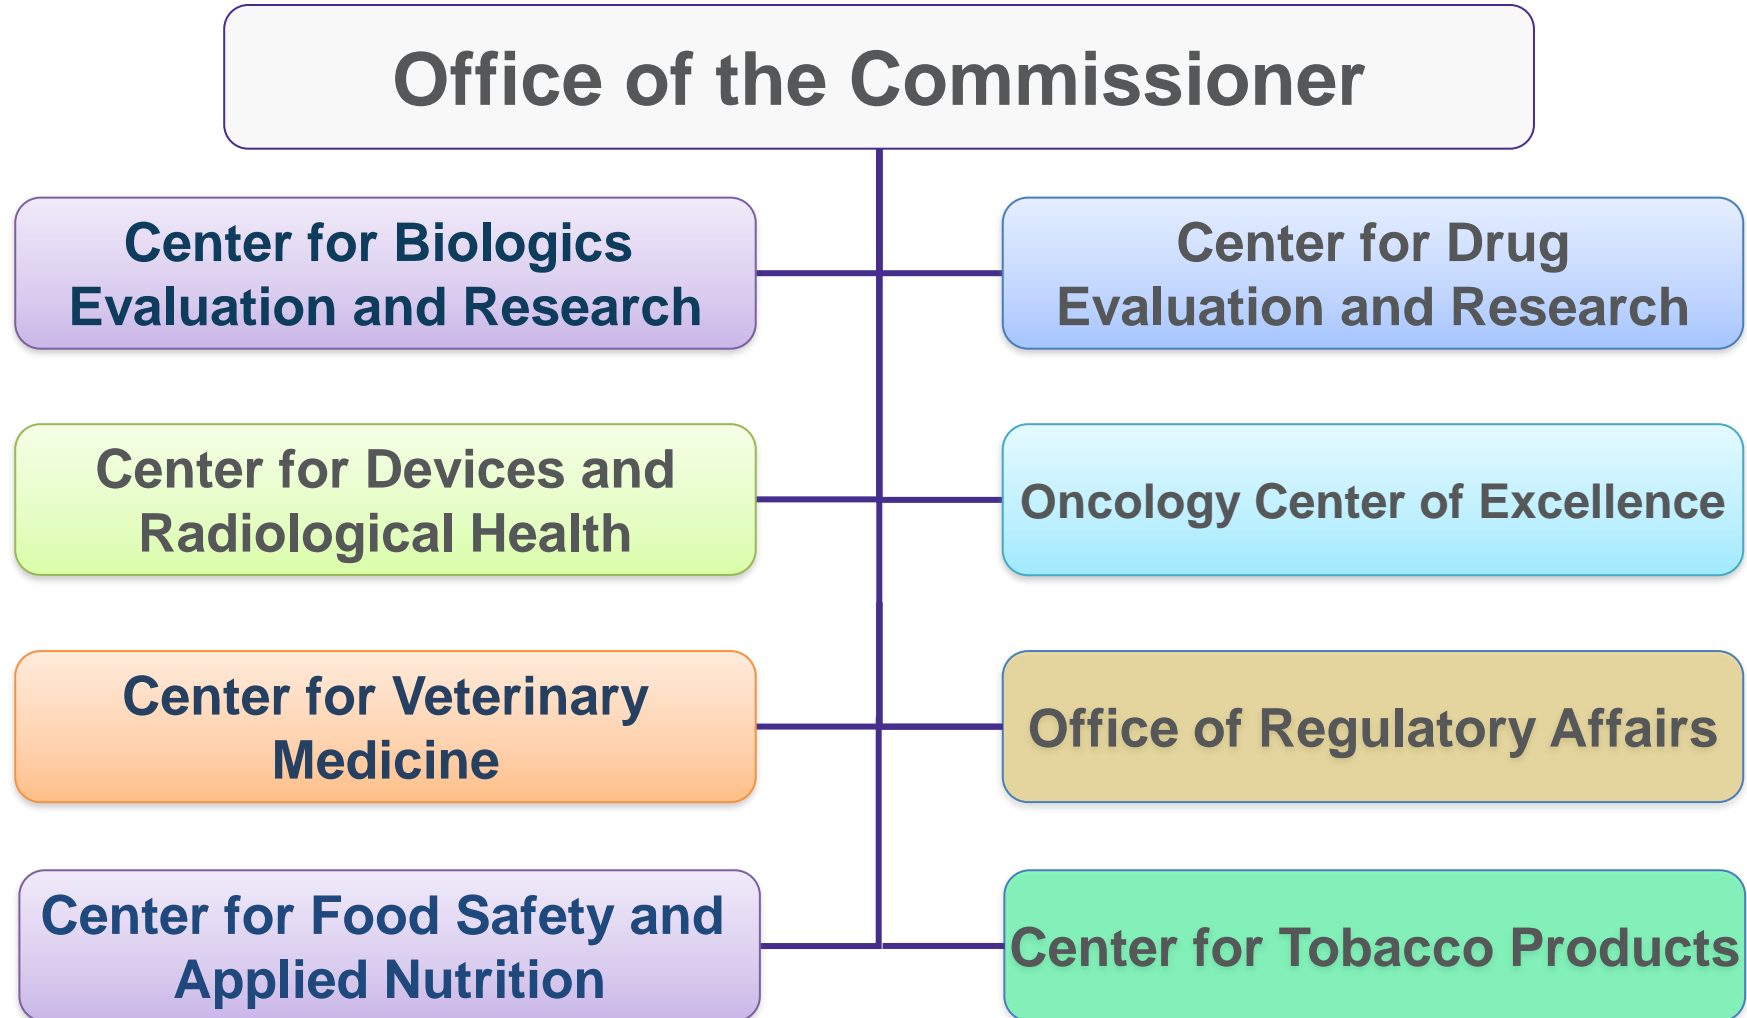 Office of the Commissioner
Center for Biologics
Evaluation and Research
Center for Drug
Evaluation and Research
Center for Devices and
Radiological Health
Oncology Center of Excellence
Center for Veterinary
Medicine
Office of Regulatory Affairs
Center for Food Safety and
Applied Nutrition
Center for Tobacco Products